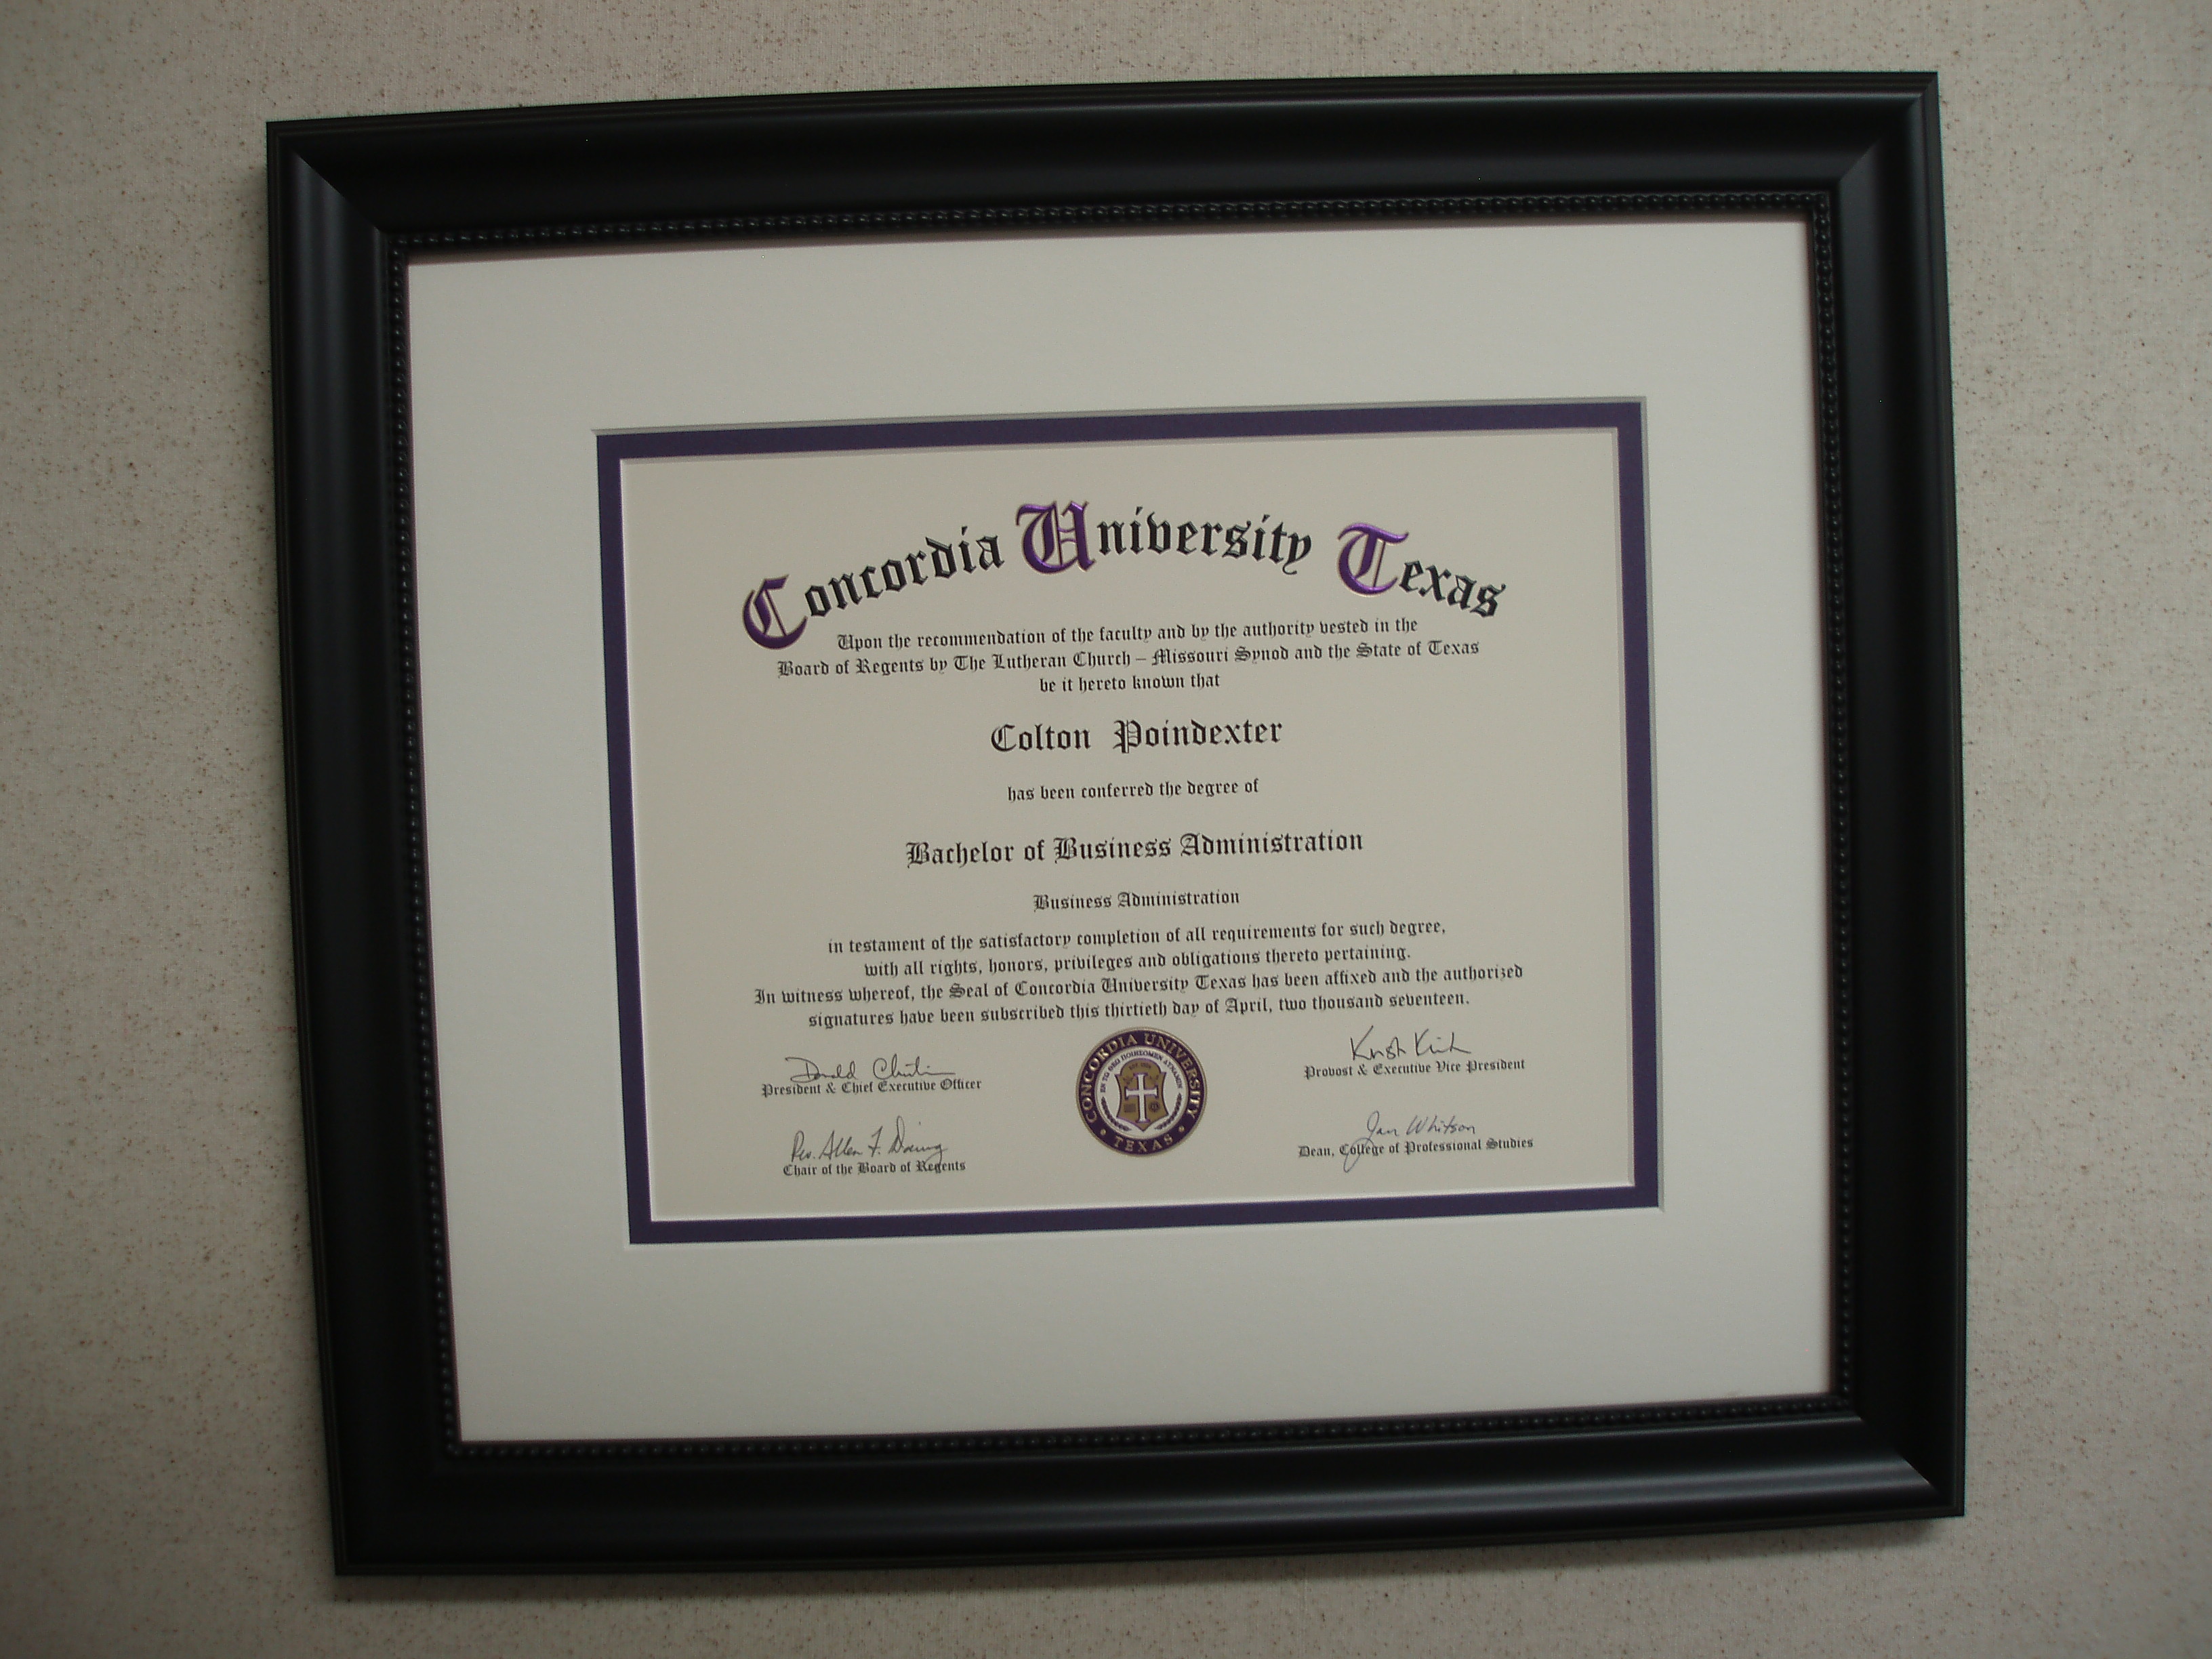 Concordia University Texas
Upon the recommendation of the faculty and by the authority vested in the
Board of Regents by The Lutheran Church – Missouri Synod and the State of Texas
be it hereto known that
Colton Poindexter
has been conferred the degree of
Bachelor of Business Administration
Business Administration
in testament of the satisfactory completion of all requirements for such degree,
with all rights, honors, privileges and obligations thereto pertaining.
In witness whereof, the Seal of Concordia University Texas has been affixed and the authorized
signatures have been subscribed this thirtieth day of April, two thousand seventeen.
Donald
President & Chief Executive Officer
Rev. Allen F.
Chair of the Board of Regents
CONCORDIA UNIVERSITY
• TEXAS •
Provost & Executive Vice President
Whitson
Dean, College of Professional Studies